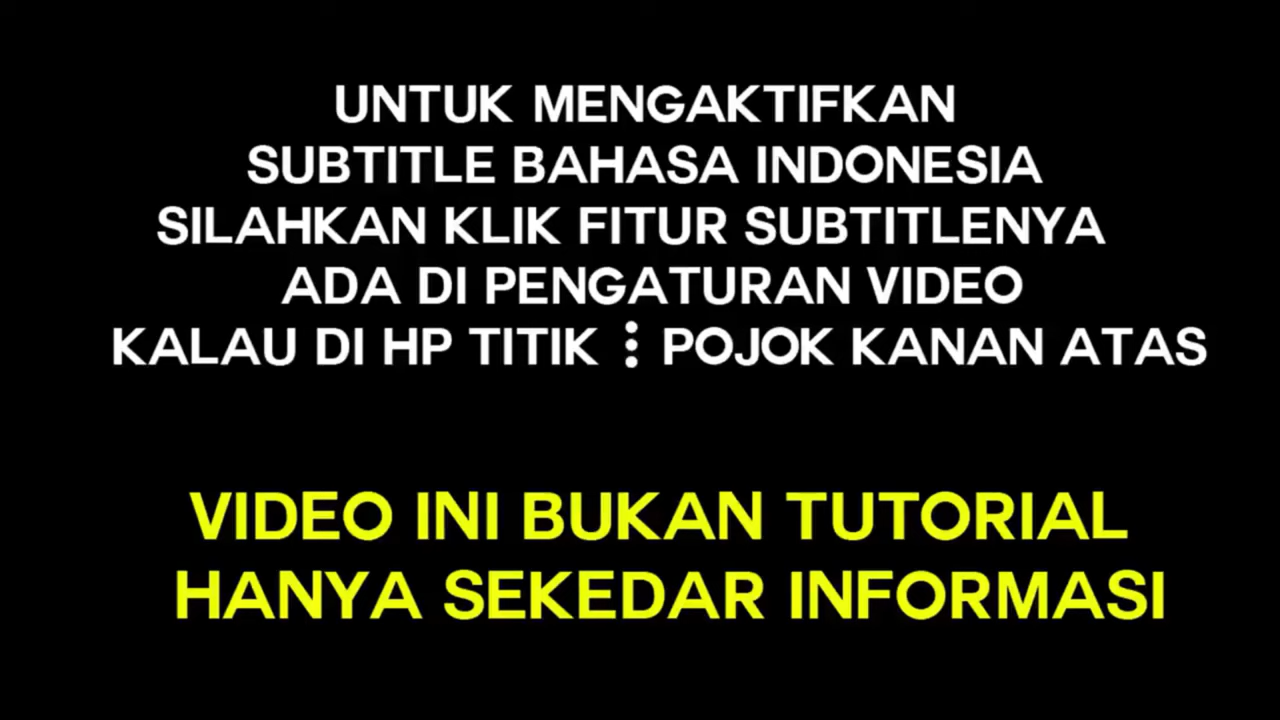 UNTUK MENGAKTIFKAN
SUBTITLE BAHASA INDONESIA
SILAHKAN KLIK FITUR SUBTITLENYA
ADA DI PENGATURAN VIDEO
KALAU DI HP TITIK ⋮ POJOK KANAN ATAS
VIDEO INI BUKAN TUTORIAL
HANYA SEKEDAR INFORMASI